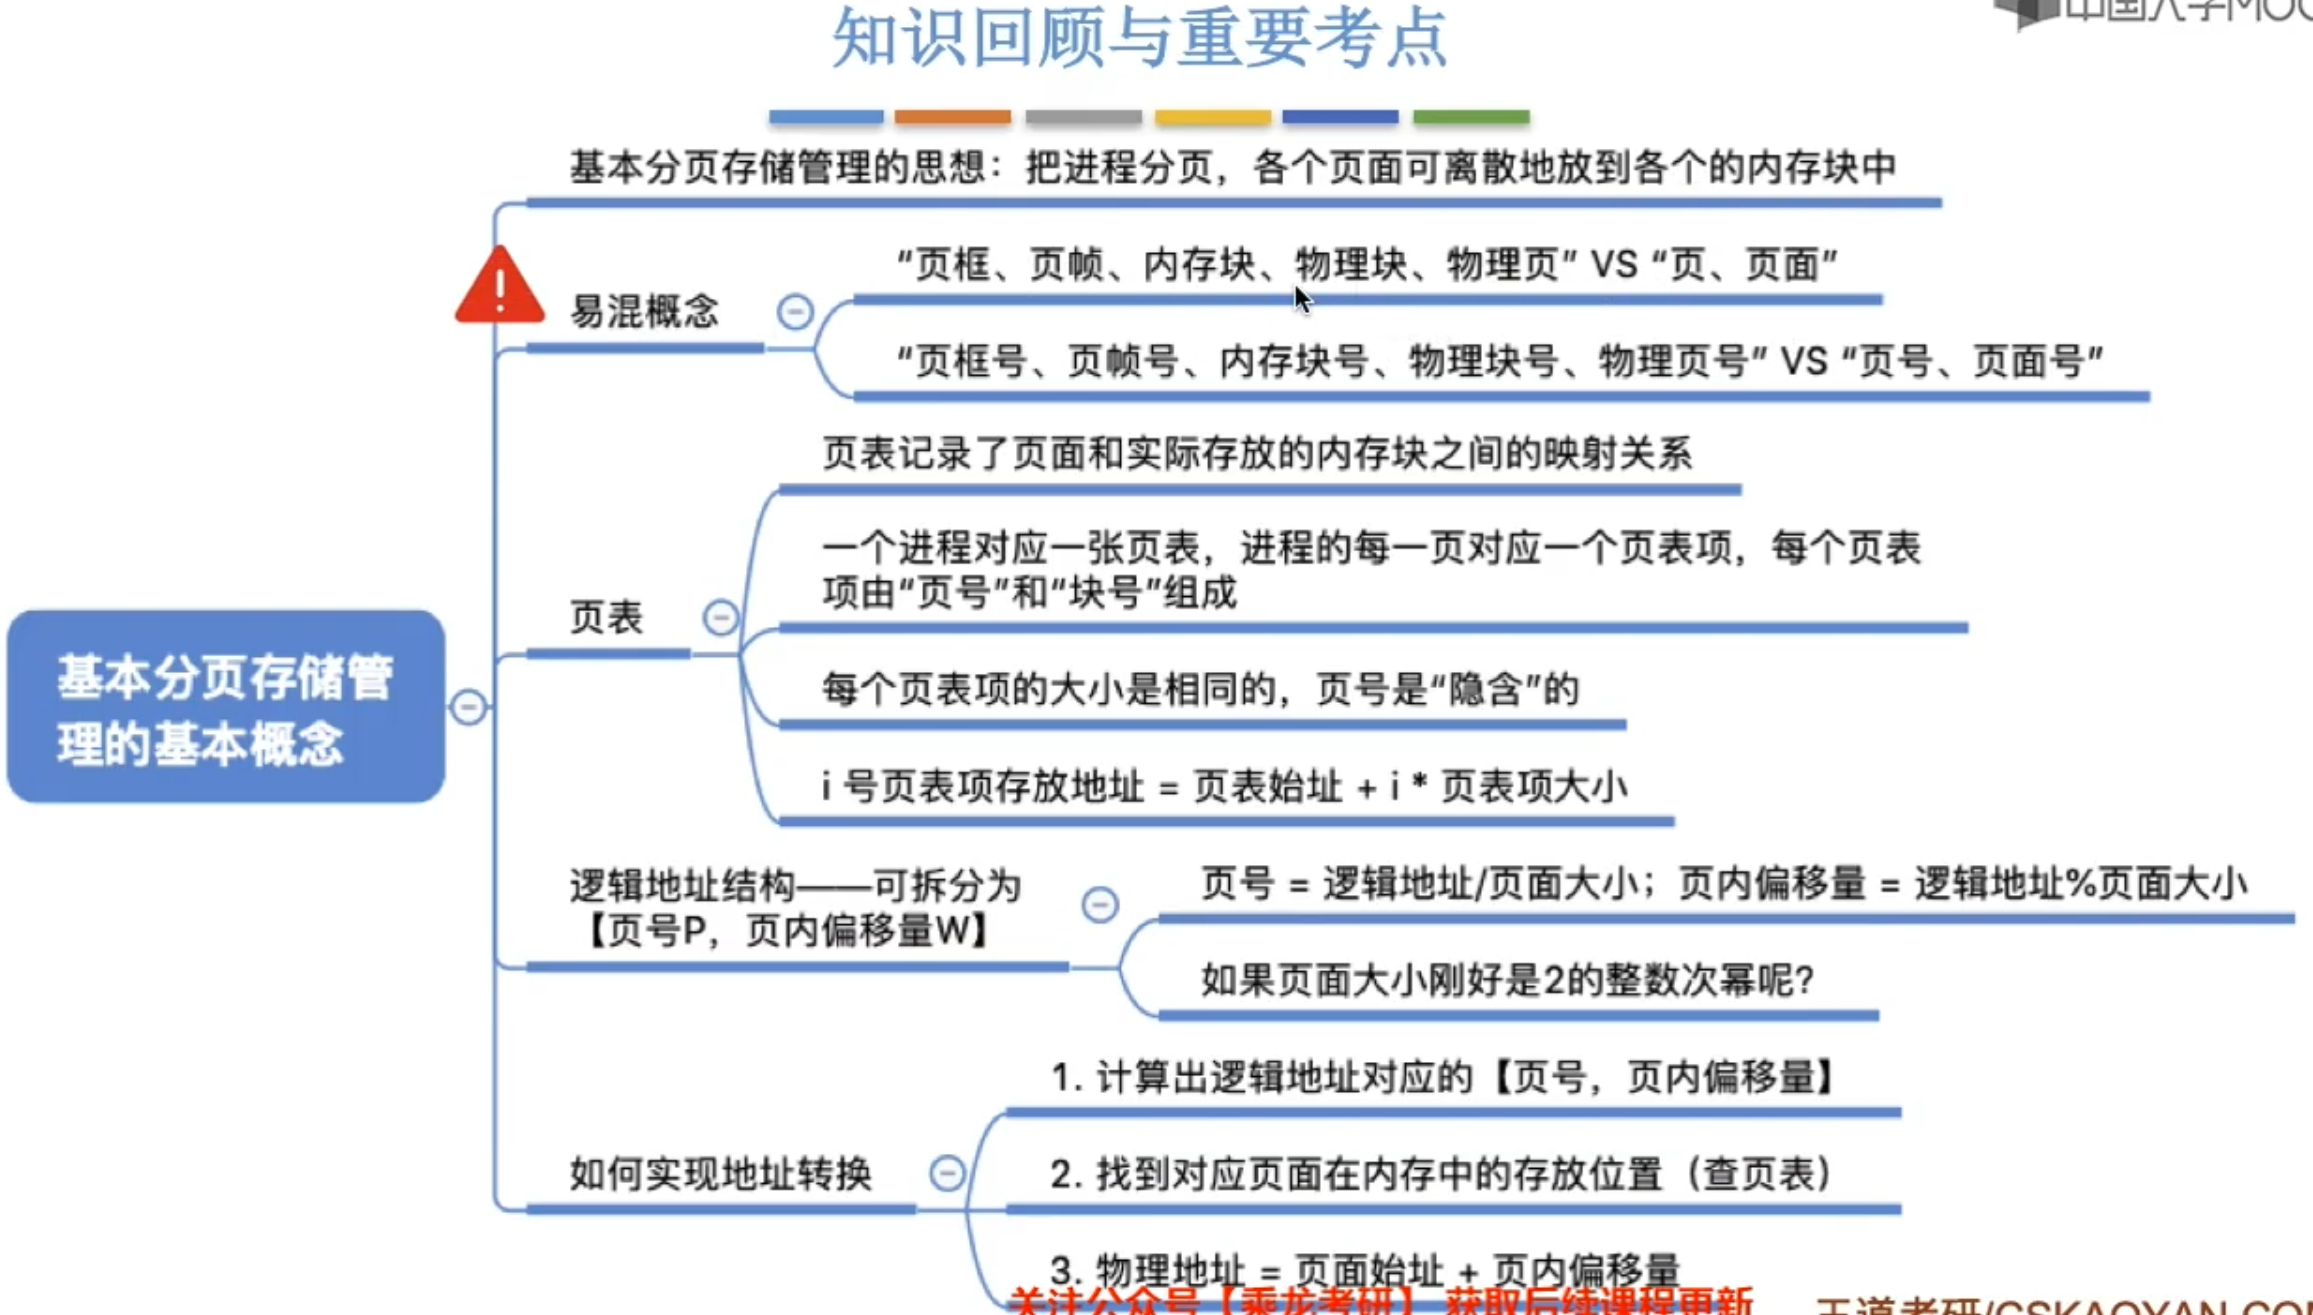 中国大学MOO
知识回顾与重要考点
基本分页存储管理的思想：把进程分页，各个页面可离散地放到各个的内存块中
易混概念
“页框、页帧、内存块、物理块、物理页” VS “页、页面”
“页框号、页帧号、内存块号、物理块号、物理页号” VS “页号、页面号”
页表
页表记录了页面和实际存放的内存块之间的映射关系
一个进程对应一张页表，进程的每一页对应一个页表项，每个页表
项由“页号”和“块号”组成
每个页表项的大小是相同的，页号是“隐含”的
i 号页表项存放地址 = 页表始址 + i * 页表项大小
基本分页存储管
理的基本概念
逻辑地址结构——可拆分为
【页号P，页内偏移量W】
页号 = 逻辑地址/页面大小；页内偏移量 = 逻辑地址%页面大小
如果页面大小刚好是2的整数次幂呢？
如何实现地址转换
1. 计算出逻辑地址对应的【页号，页内偏移量】
2. 找到对应页面在内存中的存放位置（查页表）
3. 物理地址 = 页面始址 + 页内偏移量
关注公众号【乘龙考研】获取后续课程更新
王道考研/CSKAOYAN.CO